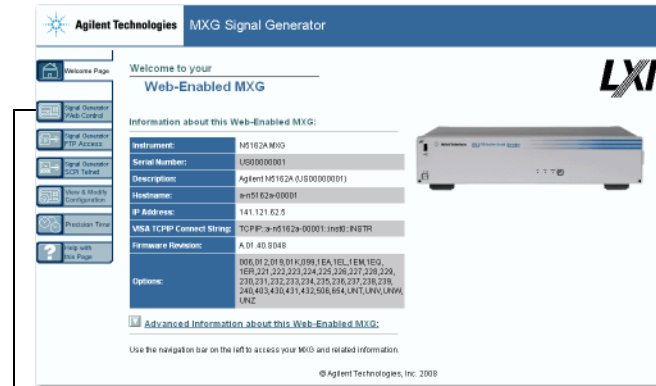 Agilent Technologies MXG Signal Generator
Welcome Page
Signal Generator
Web Control
Signal Generator
FTP Access
Signal Generator
SCPI Telnet
View & Modify
Configuration
Precision Time
Help with
this Page
Welcome to your
Web-Enabled MXG
LXI
Information about this Web-Enabled MXG:
Instrument: N5162A MXG
Serial Number: US00000001
Description: Agilent N5162A (US00000001)
Hostname: a-n5162a-00001
IP Address: 141.121.62.5
VISA TCPIP Connect String: TCPIP::a-n5162a-00001::inst0::INSTR
Firmware Revision: A.01.40.S048
Options: 006,012,019,01K,099,1EA,1EL,1EM,1EQ,
1ER,221,222,223,224,225,226,227,228,229,
230,231,232,233,234,235,236,237,238,239,
240,403,430,431,432,506,654,UNT,UNV,UNW,
UNZ
Advanced Information about this Web-Enabled MXG:
Use the navigation bar on the left to access your MXG and related information.
© Agilent Technologies, Inc. 2008